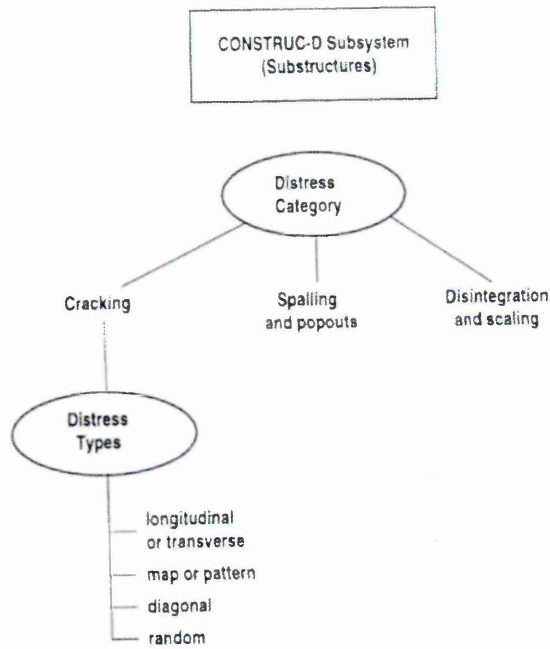 CONSTRUC-D Subsystem
(Substructures)
Distress
Category
Cracking
Spalling
and popouts
Disintegration
and scaling
Distress
Types
longitudinal
or transverse
map or pattern
diagonal
random